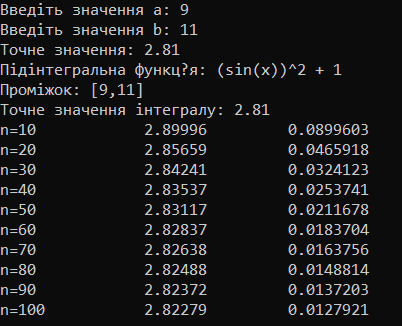 Введіть значення a: 9
Введіть значення b: 11
Точне значення: 2.81
Підінтегральна функц?я: (sin(x))^2 + 1
Проміжок: [9,11]
Точне значення інтегралу: 2.81
n=10 2.89996 0.0899603
n=20 2.85659 0.0465918
n=30 2.84241 0.0324123
n=40 2.83537 0.0253741
n=50 2.83117 0.0211678
n=60 2.82837 0.0183704
n=70 2.82638 0.0163756
n=80 2.82488 0.0148814
n=90 2.82372 0.0137203
n=100 2.82279 0.0127921